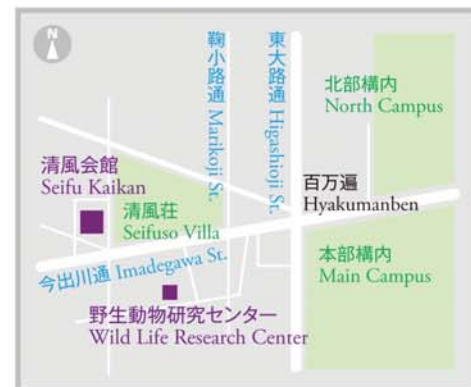 N
鞠小路通 Marikoji St.
東大路通 Higashioji St.
北部構内
North Campus
清風会館
Seifu Kaikan
清風荘
Seifuso Villa
百万遍
Hyakumanben
今出川通 Imadegawa St.
本部構内
Main Campus
野生動物研究センター
Wild Life Research Center